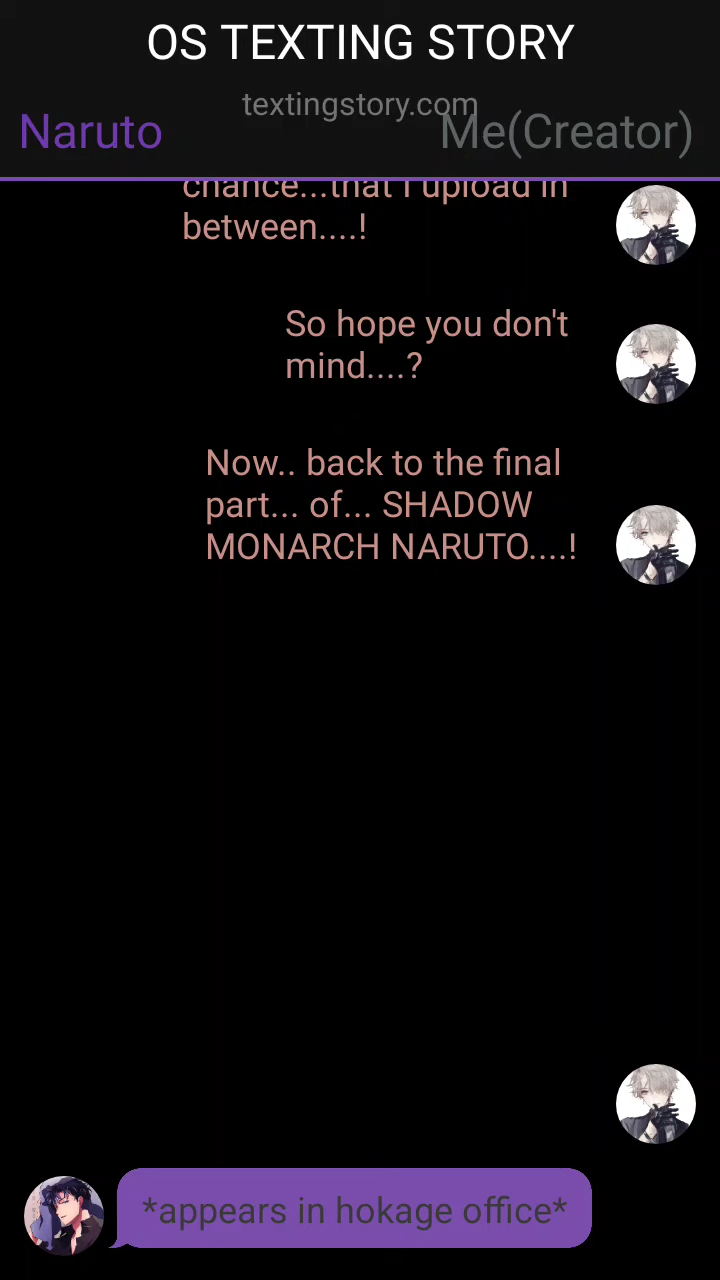 OS TEXTING STORY
textingstory.com
Naruto
Me(Creator)
chance...that I upload in
between....!
So hope you don't
mind....?
Now.. back to the final
part... of... SHADOW
MONARCH NARUTO....!
*appears in hokage office*